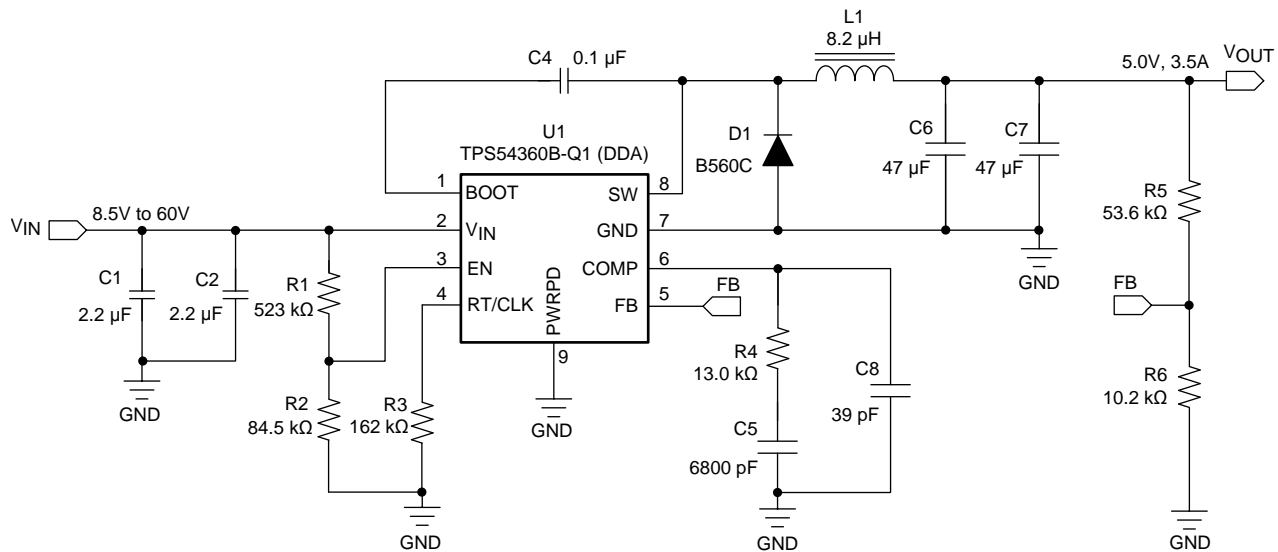 L1
8.2 µH
C4 0.1 µF
5.0V, 3.5A
VOUT
U1
TPS54360B-Q1 (DDA)
D1
B560C
C6
47 µF
C7
47 µF
1 BOOT
SW 8
R5
53.6 kΩ
VIN
8.5V to 60V
2 VIN
GND 7
3 EN
COMP 6
4 RT/CLK
FB 5
FB
PWRPD
9
GND
GND
FB
C1
2.2 µF
C2
2.2 µF
R1
523 kΩ
GND
R2
84.5 kΩ
R3
162 kΩ
GND
R4
13.0 kΩ
C8
39 pF
C5
6800 pF
GND
R6
10.2 kΩ
GND